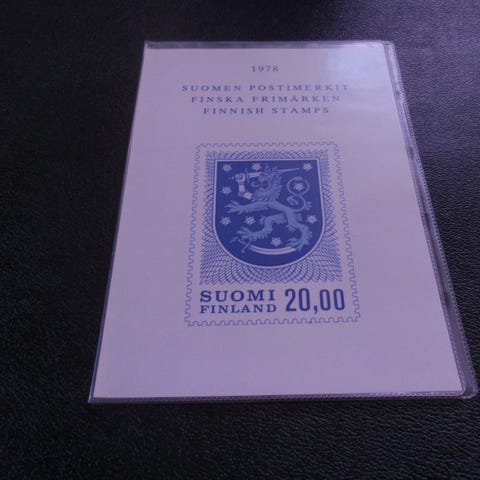 1978
SUOMEN POSTIMERKIT
FINSKA FRIMÄRKEN
FINNISH STAMPS
SUOMI
FINLAND 20,00